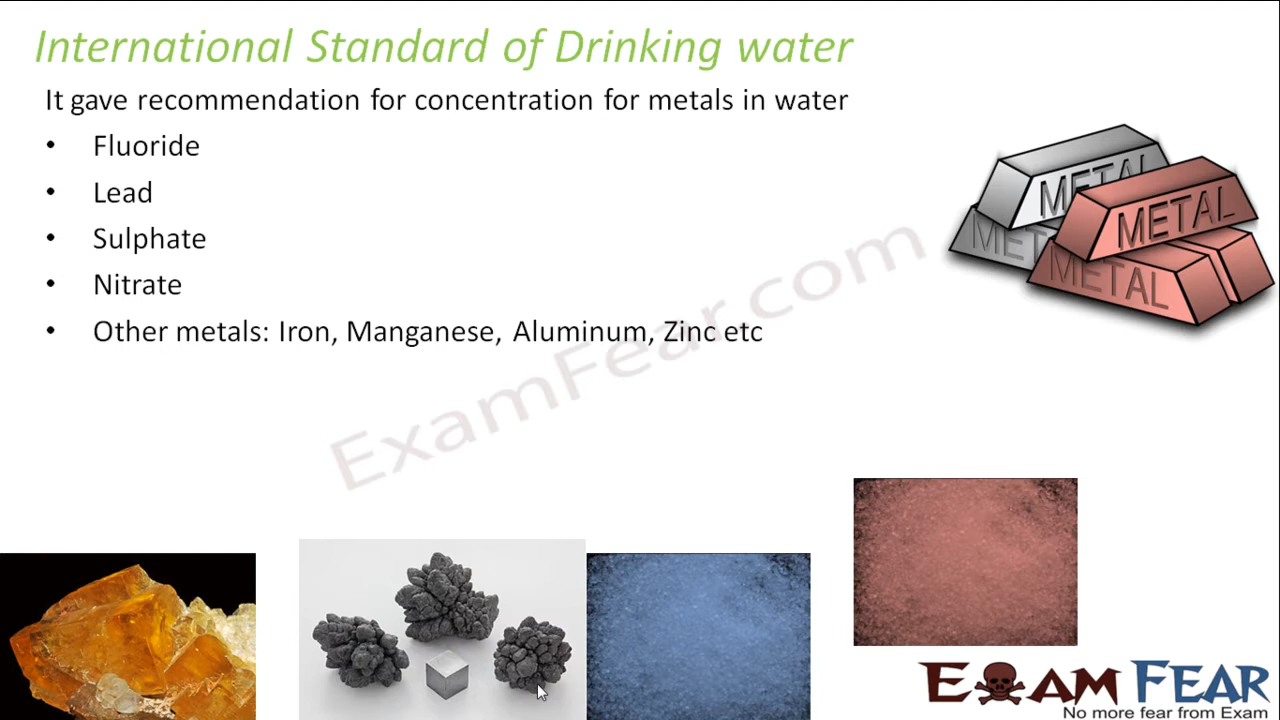 International Standard of Drinking water
It gave recommendation for concentration for metals in water
• Fluoride
• Lead
• Sulphate
• Nitrate
• Other metals: Iron, Manganese, Aluminum, Zinc etc
METAL
METAL
METAL
METAL
ExamFear.com
EXAM FEAR
No more fear from Exam